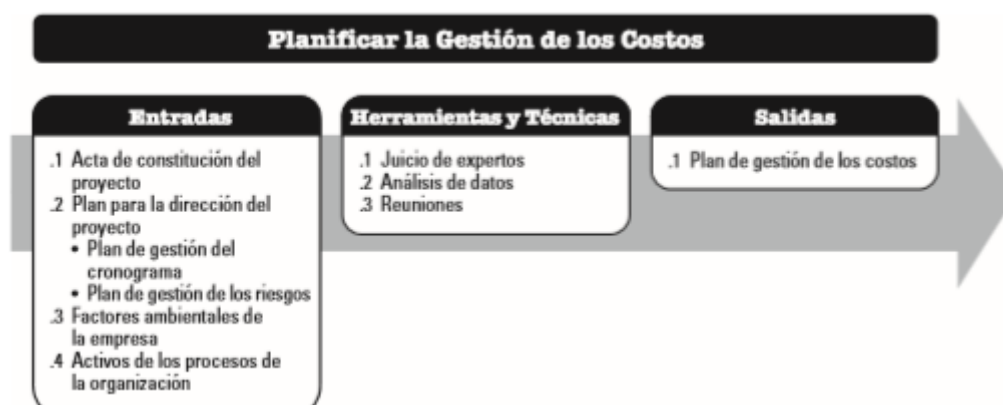 Planificar la Gestión de los Costos
Entradas
.1 Acta de constitución del
proyecto
.2 Plan para la dirección del
proyecto
• Plan de gestión del
cronograma
• Plan de gestión de los riesgos
.3 Factores ambientales de
la empresa
.4 Activos de los procesos de
la organización
Herramientas y Técnicas
.1 Juicio de expertos
.2 Análisis de datos
.3 Reuniones
Salidas
.1 Plan de gestión de los costos